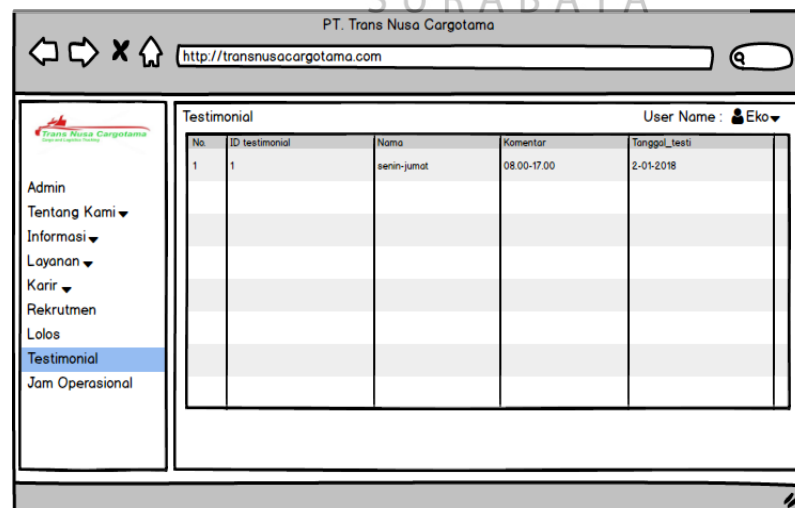 SURABAYA
PT. Trans Nusa Cargotama
http://transnusacargotama.com
Trans Nusa Cargotama
Testimonial
User Name : Eko
No. ID testimonial Nama Komentar Tanggal_testi
1 1 senin-jumat 08.00-17.00 2-01-2018
Admin
Tentang Kami
Informasi
Layanan
Karir
Rekrutmen
Lolos
Testimonial
Jam Operasional